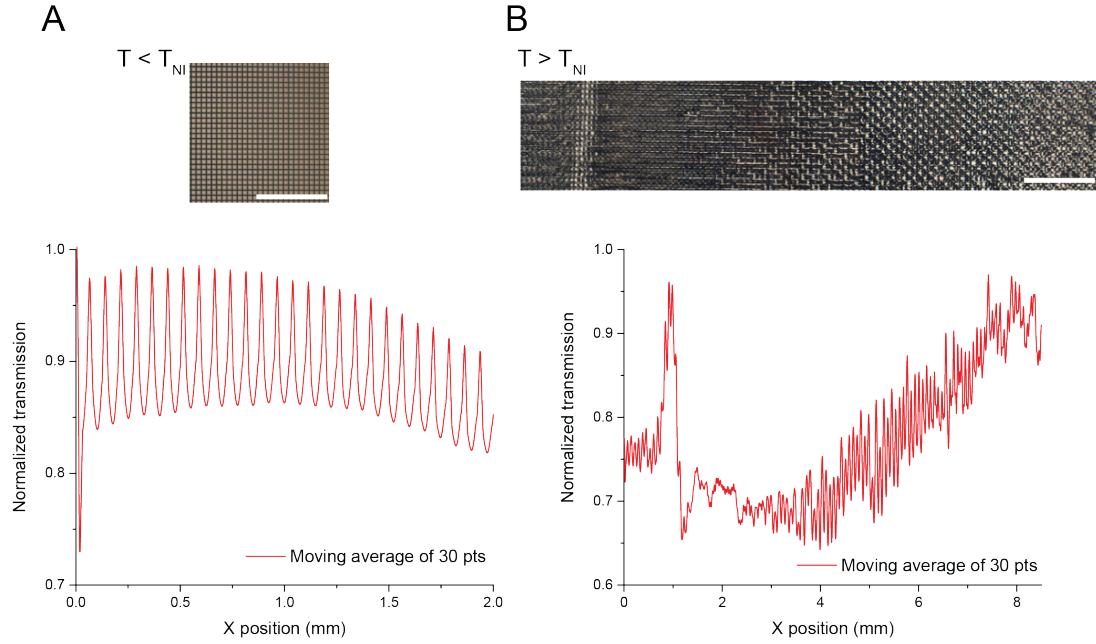 A
B
T < T_NI
T > T_NI
1.0
0.9
0.8
0.7
Normalized transmission
Moving average of 30 pts
0.0
0.5
1.0
1.5
2.0
X position (mm)
1.0
0.9
0.8
0.7
0.6
Normalized transmission
Moving average of 30 pts
0
2
4
6
8
X position (mm)